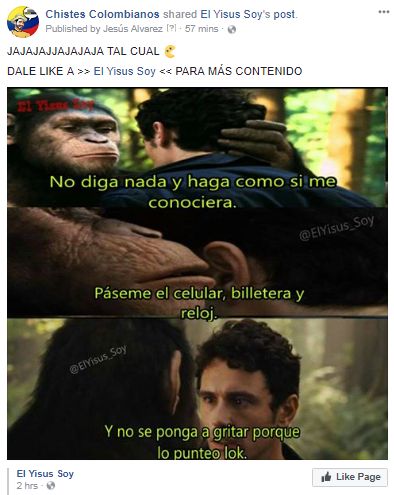 Chistes Colombianos shared El Yisus Soy's post.
Published by Jesús Alvarez [?] · 57 mins ·
JAJAJAJJAJAJAJA TAL CUAL
DALE LIKE A >> El Yisus Soy << PARA MÁS CONTENIDO
El Yisus Soy
No diga nada y haga como si me
conociera.
@ElYisus_Soy
Páseme el celular, billetera y
reloj.
@ElYisus_Soy
Y no se ponga a gritar porque
lo punteo lok.
El Yisus Soy
2 hrs ·
Like Page